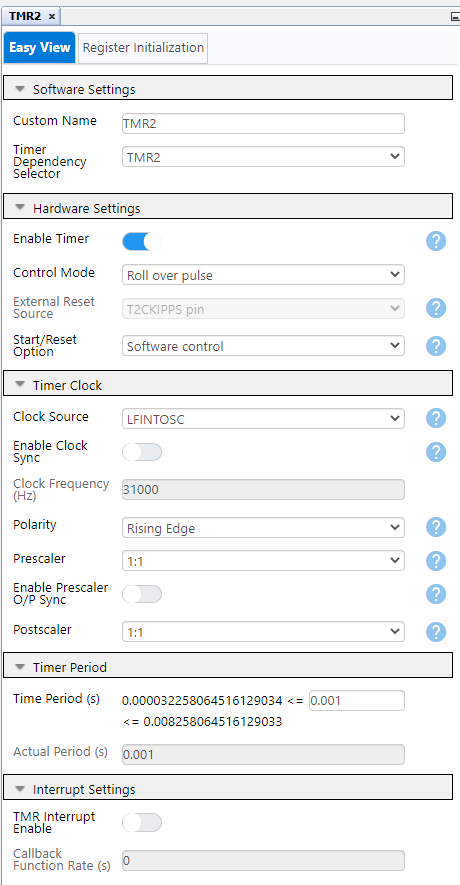 TMR2 ×
Easy View Register Initialization
Software Settings
Custom Name TMR2
Timer
Dependency
Selector
TMR2
Hardware Settings
Enable Timer ?
Control Mode Roll over pulse
External Reset
Source
T2CKIPPS pin ?
Start/Reset
Option
Software control ?
Timer Clock
Clock Source LFINTOSC ?
Enable Clock
Sync
?
Clock Frequency
(Hz)
31000
Polarity Rising Edge ?
Prescaler 1:1 ?
Enable Prescaler
O/P Sync
?
Postscaler 1:1 ?
Timer Period
Time Period (s) 0.000032258064516129034 <= 0.001
<= 0.008258064516129033
Actual Period (s) 0.001
Interrupt Settings
TMR Interrupt
Enable
Callback
Function Rate (s)
0